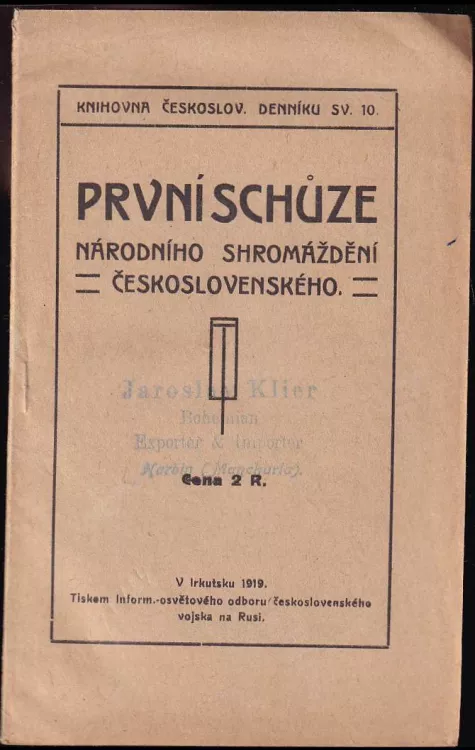 KNIHOVNA ČESKOSLOV. DENNÍKU SV. 10.
PRVNÍ SCHŮZE
NÁRODNÍHO SHROMÁŽDĚNÍ
ČESKOSLOVENSKÉHO.
Jaroslav Klier
Bohemian
Exporter & Importer
Harbin (Manchuria).
Cena 2 R.
V Irkutsku 1919.
Tiskem Inform.-osvětového odboru československého
vojska na Rusi.